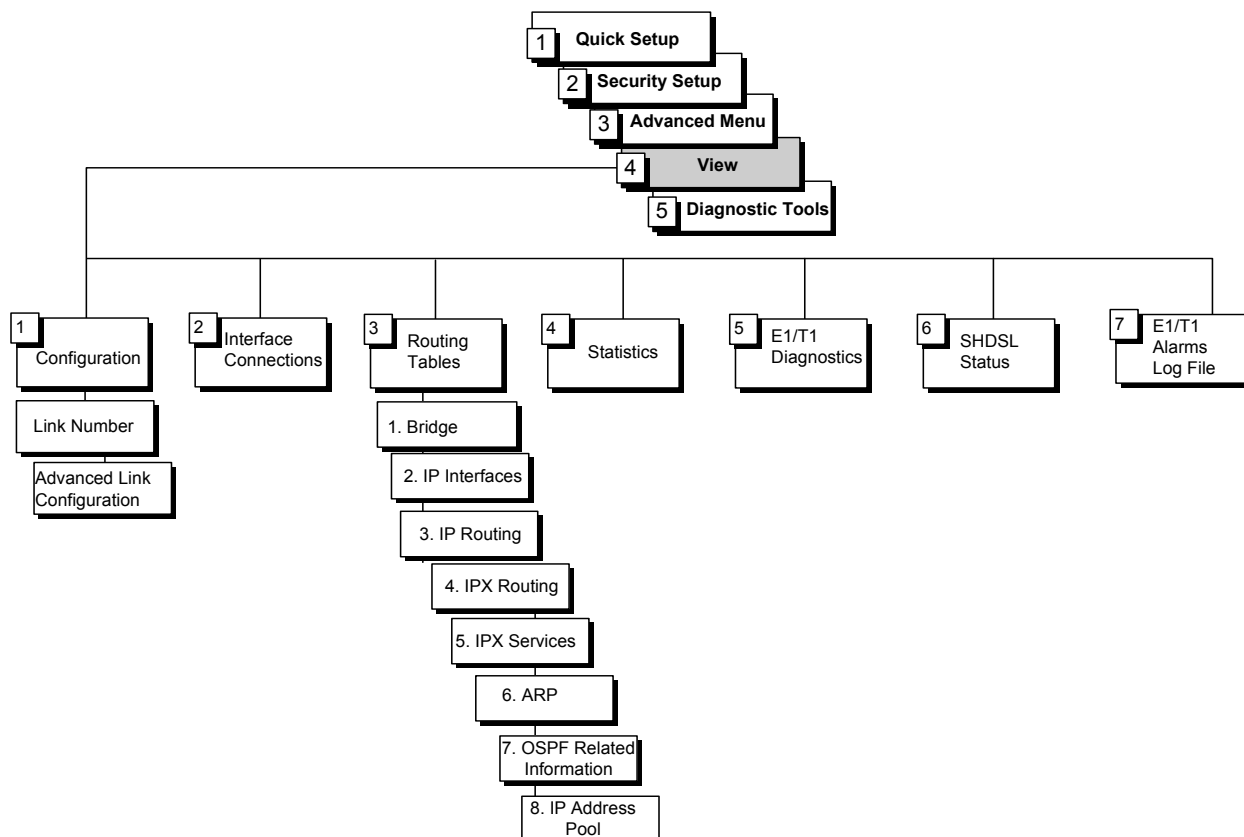 1 Quick Setup
2 Security Setup
3 Advanced Menu
4 View
5 Diagnostic Tools
1
Configuration
Link Number
Advanced Link
Configuration
2
Interface
Connections
3
Routing
Tables
1. Bridge
2. IP Interfaces
3. IP Routing
4. IPX Routing
5. IPX Services
6. ARP
7. OSPF Related
Information
8. IP Address
Pool
4
Statistics
5
E1/T1
Diagnostics
6
SHDSL
Status
7
E1/T1
Alarms
Log File